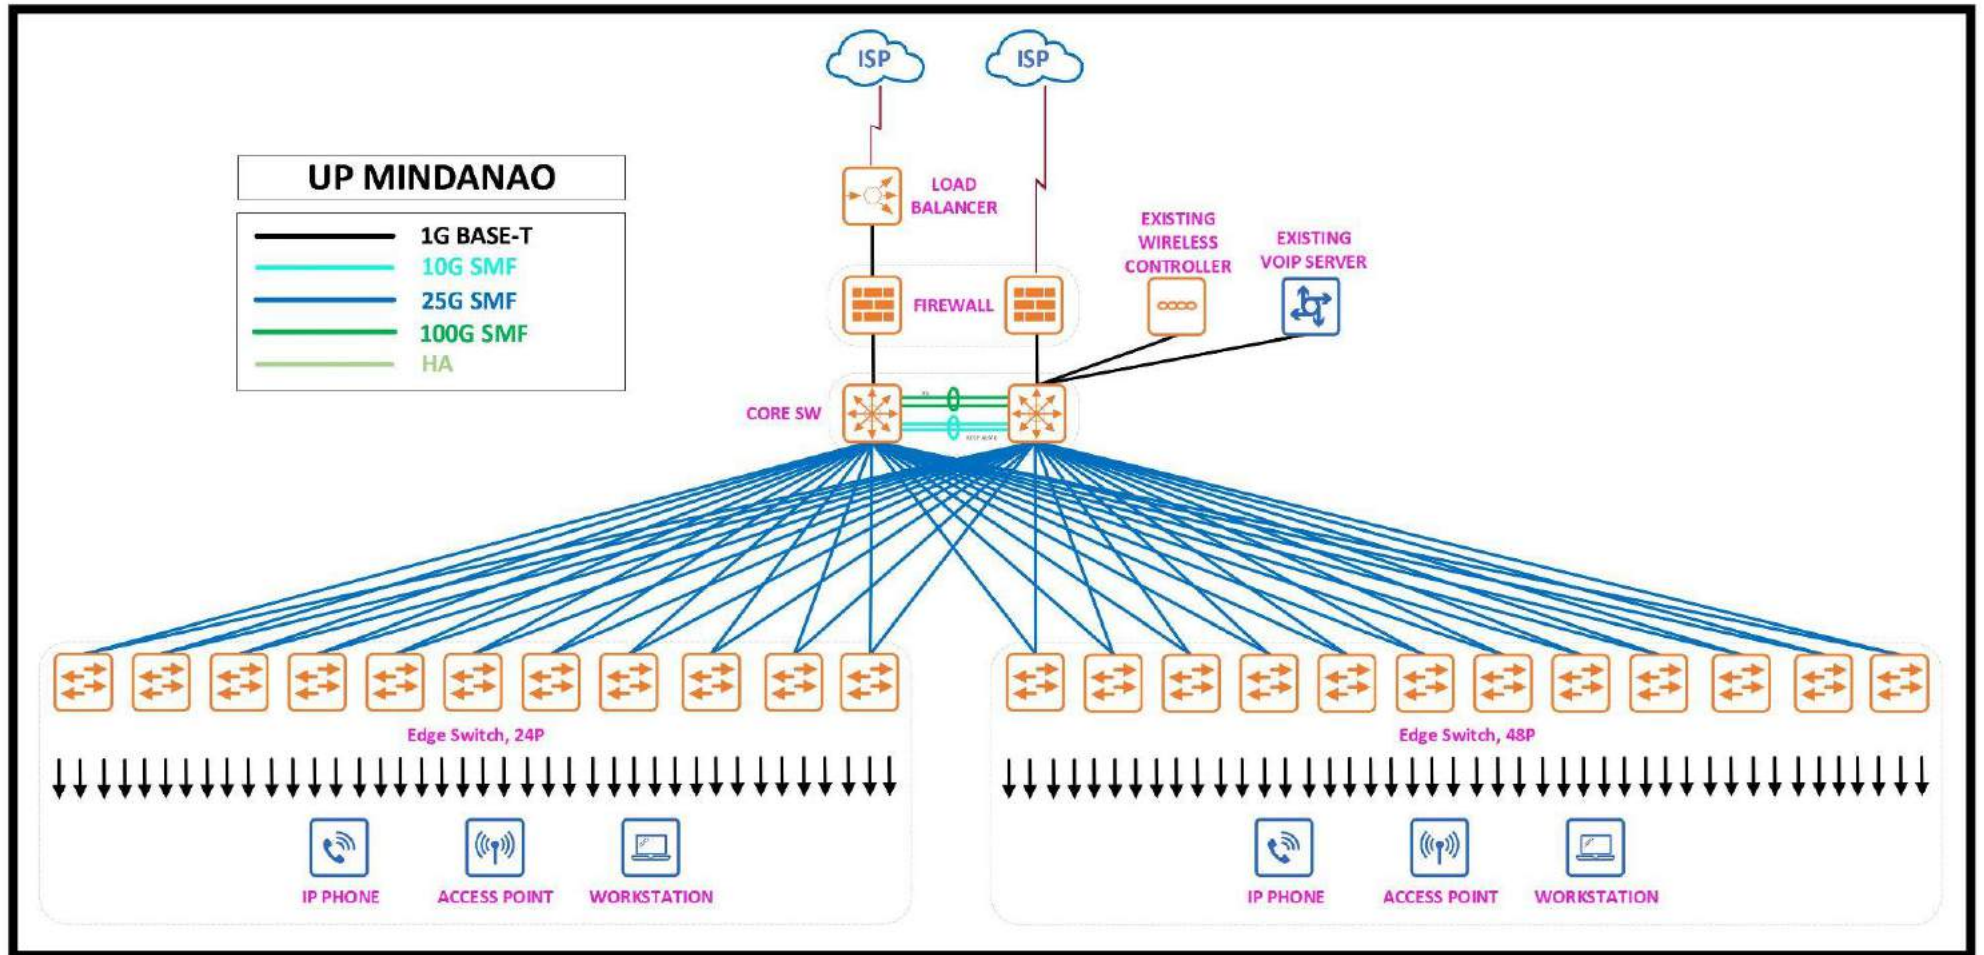 ISP
ISP
UP MINDANAO
1G BASE-T
10G SMF
25G SMF
100G SMF
HA
LOAD
BALANCER
EXISTING
WIRELESS
CONTROLLER
EXISTING
VOIP SERVER
FIREWALL
CORE SW
Edge Switch, 24P
Edge Switch, 48P
IP PHONE
ACCESS POINT
WORKSTATION
IP PHONE
ACCESS POINT
WORKSTATION